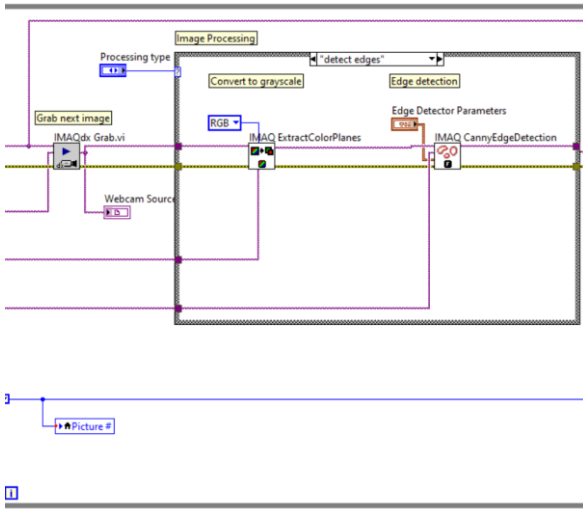 Image Processing
Processing type
"detect edges"
Convert to grayscale
Edge detection
Edge Detector Parameters
RGB
Grab next image
IMAQdx Grab.vi
IMAQ ExtractColorPlanes
IMAQ CannyEdgeDetection
Webcam Source
Picture #
i